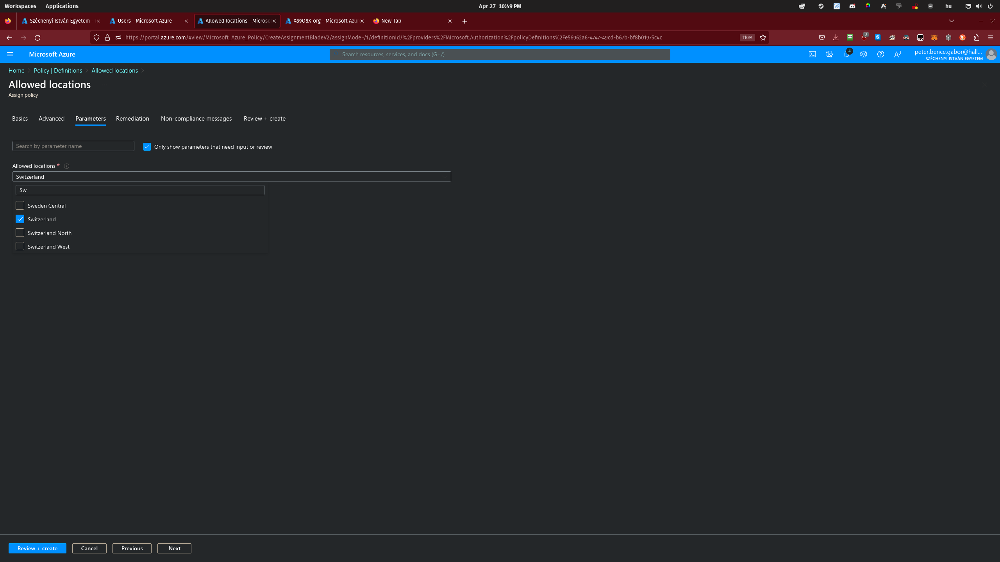 Workspaces Applications Apr 27 10:49 PM hu
Széchenyi István Egyetem - Users - Microsoft Azure Allowed locations - Microso X89O8X-org - Microsoft Azur New Tab
https://portal.azure.com/#view/Microsoft_Azure_Policy/CreateAssignmentBladeV2/assignMode~/1/definitionId/%2Fproviders%2FMicrosoft.Authorization%2FpolicyDefinitions%2Fe56962a6-4747-49cd-b67b-bf8b01975c4c 110% 3
Microsoft Azure Search resources, services, and docs (G+/) 4 peter.bence.gabor@hall...
SZÉCHENYI ISTVÁN EGYETEM
Home > Policy | Definitions > Allowed locations >
Allowed locations
Assign policy
Basics Advanced Parameters Remediation Non-compliance messages Review + create
Search by parameter name Only show parameters that need input or review
Allowed locations *
Switzerland
Sw
Sweden Central
Switzerland
Switzerland North
Switzerland West
Review + create Cancel Previous Next